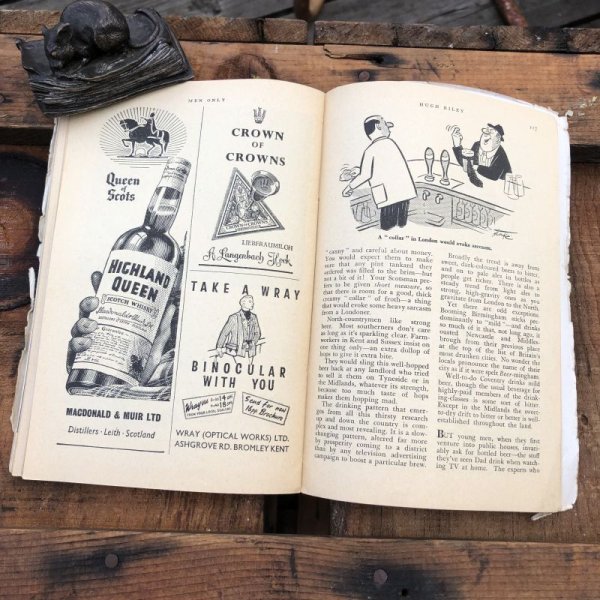 MEN ONLY
Queen
of
Scots
HIGHLAND
QUEEN
SCOTCH WHISKY
MACDONALD & MUIR LTD
Distillers · Leith · Scotland
CROWN
OF
CROWNS
LIEBFRAUMILCH
A Langenbach Hock
TAKE A WRAY
BINOCULAR
WITH YOU
Send for new
16pp Brochure
WRAY (OPTICAL WORKS) LTD.
ASHGROVE RD. BROMLEY KENT
HUGH RILEY
117
A "collar" in London would evoke sarcasm.
"canny" and careful about money.
You would expect them to make
sure that any pint tankard they
ordered was filled to the brim—but
not a bit of it! Your Scotsman pre-
fers to be given short measure, so
that there is room for a good, thick
creamy "collar" of froth—a thing
that would evoke some heavy sarcasm
from a Londoner.
North-countrymen like strong
beer. Most southerners don't care
as long as it's sparkling clear. Farm-
workers in Kent and Sussex insist on
one thing only—an extra dollop of
hops to give it extra bite.
They say that well-hopped
beer at any landlord who tried to
sell it them on Tyneside or in
the Midlands, whatever its strength,
because too much taste of hops
makes them hopping mad.
The drinking pattern that emer-
ges from all this thirsty research
up and down the country is com-
plex and most revealing. It is a show-
changing pattern, altered far more
by prosperity coming to a district
than by any television advertising
campaign to boost a particular brew.
Broadly the trend is away from
sweet, dark-coloured beers to bitter,
and on to pale ale in bottles as
people get richer. There is also a
steady trend from light dins to
strong, high-gravity ones as you
granitate from London to the North.
Yet there are odd exceptions.
Booming Birmingham sticks pre-
dominantly to "mild"—and drinks
so much of it that, not long ago, it
ousted Newcastle and Middles-
brough from their previous place
at the top of the list of Britain's
most drunken cities. No wonder the
locals pronounce the name of their
city as if it were spelt Beer-mingham.
Well-to-do Coventry drinks mild
beer, though the usual beverage for
highly-paid members of the drink-
ing-classes is some sort of bitter.
Except in the Midlands the swert-
to-dry drift to bitter or better is well-
established throughout the land.
BUT young men, when they first
venture into public houses, invari-
ably ask for bottled beer—the stuff
they've seen Dad drink when watch-
ing TV at home. The experts who